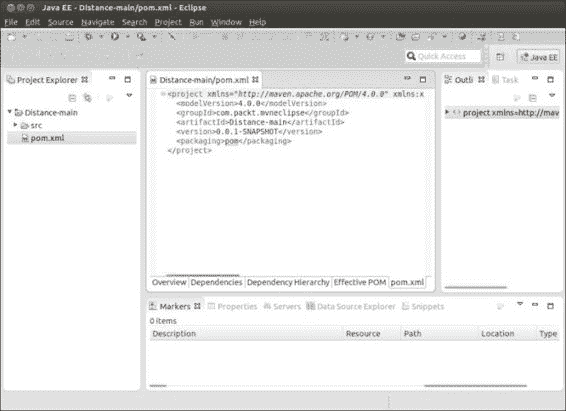 Java EE - Distance-main/pom.xml - Eclipse
File Edit Source Navigate Search Project Run Window Help
Quick Access
Java EE
Project Explorer
Distance-main
src
pom.xml
Distance-main/pom.xml
<project xmlns="http://maven.apache.org/POM/4.0.0" xmlns:x
<modelVersion>4.0.0</modelVersion>
<groupId>com.packt.mvneclipse</groupId>
<artifactId>Distance-main</artifactId>
<version>0.0.1-SNAPSHOT</version>
<packaging>pom</packaging>
</project>
Overview Dependencies Dependency Hierarchy Effective POM pom.xml
Outli Task
project xmlns=http://mav
Markers Properties Servers Data Source Explorer Snippets
0 items
Description Resource Path Location Type